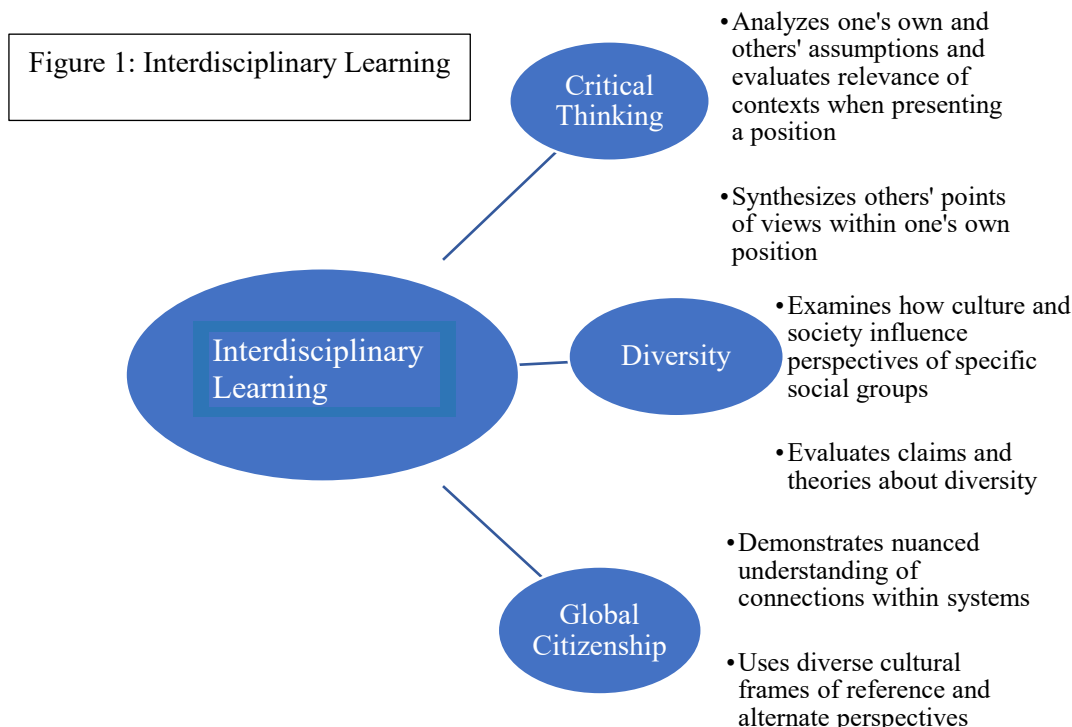 Figure 1: Interdisciplinary Learning
Critical
Thinking
•Analyzes one's own and
others' assumptions and
evaluates relevance of
contexts when presenting
a position
•Synthesizes others' points
of views within one's own
position
Interdisciplinary
Learning
Diversity
•Examines how culture and
society influence
perspectives of specific
social groups
•Evaluates claims and
theories about diversity
Global
Citizenship
•Demonstrates nuanced
understanding of
connections within systems
•Uses diverse cultural
frames of reference and
alternate perspectives